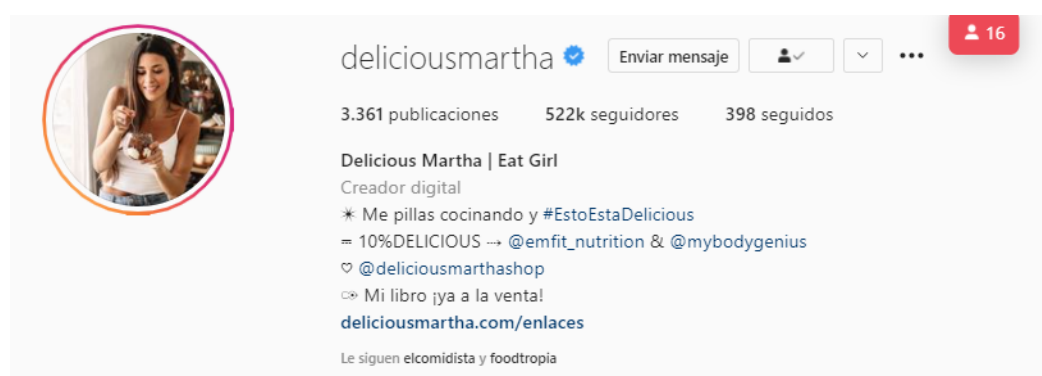 deliciousmartha Enviar mensaje
16
3.361 publicaciones 522k seguidores 398 seguidos
Delicious Martha | Eat Girl
Creador digital
✴ Me pillas cocinando y #EstoEstaDelicious
= 10%DELICIOUS ⤏ @emfit_nutrition & @mybodygenius
♡ @deliciousmarthashop
✑ Mi libro ¡ya a la venta!
deliciousmartha.com/enlaces
Le siguen elcomidista y foodtropia